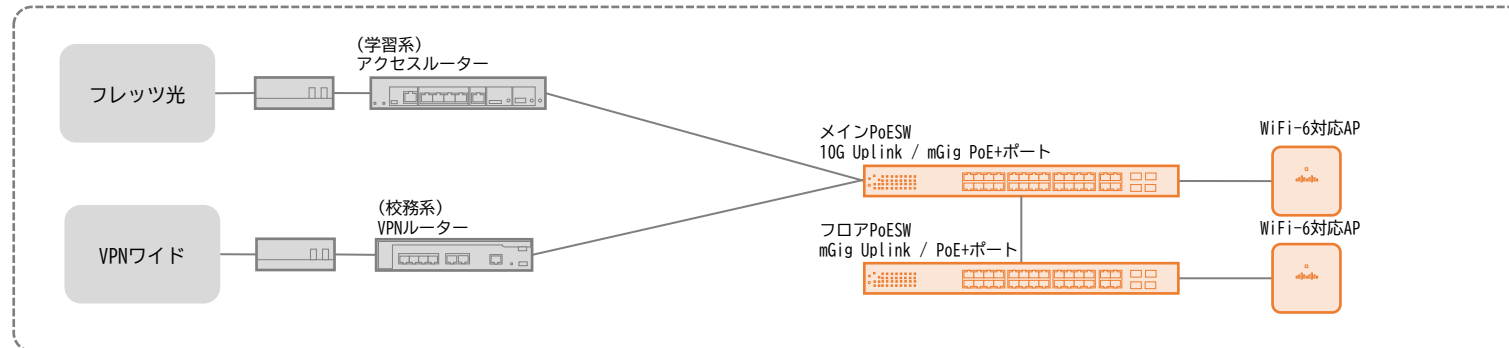 フレッツ光
（学習系）
アクセスルーター
メインPoESW
10G Uplink / mGig PoE+ポート
WiFi-6対応AP
VPNワイド
（校務系）
VPNルーター
フロアPoESW
mGig Uplink / PoE+ポート
WiFi-6対応AP